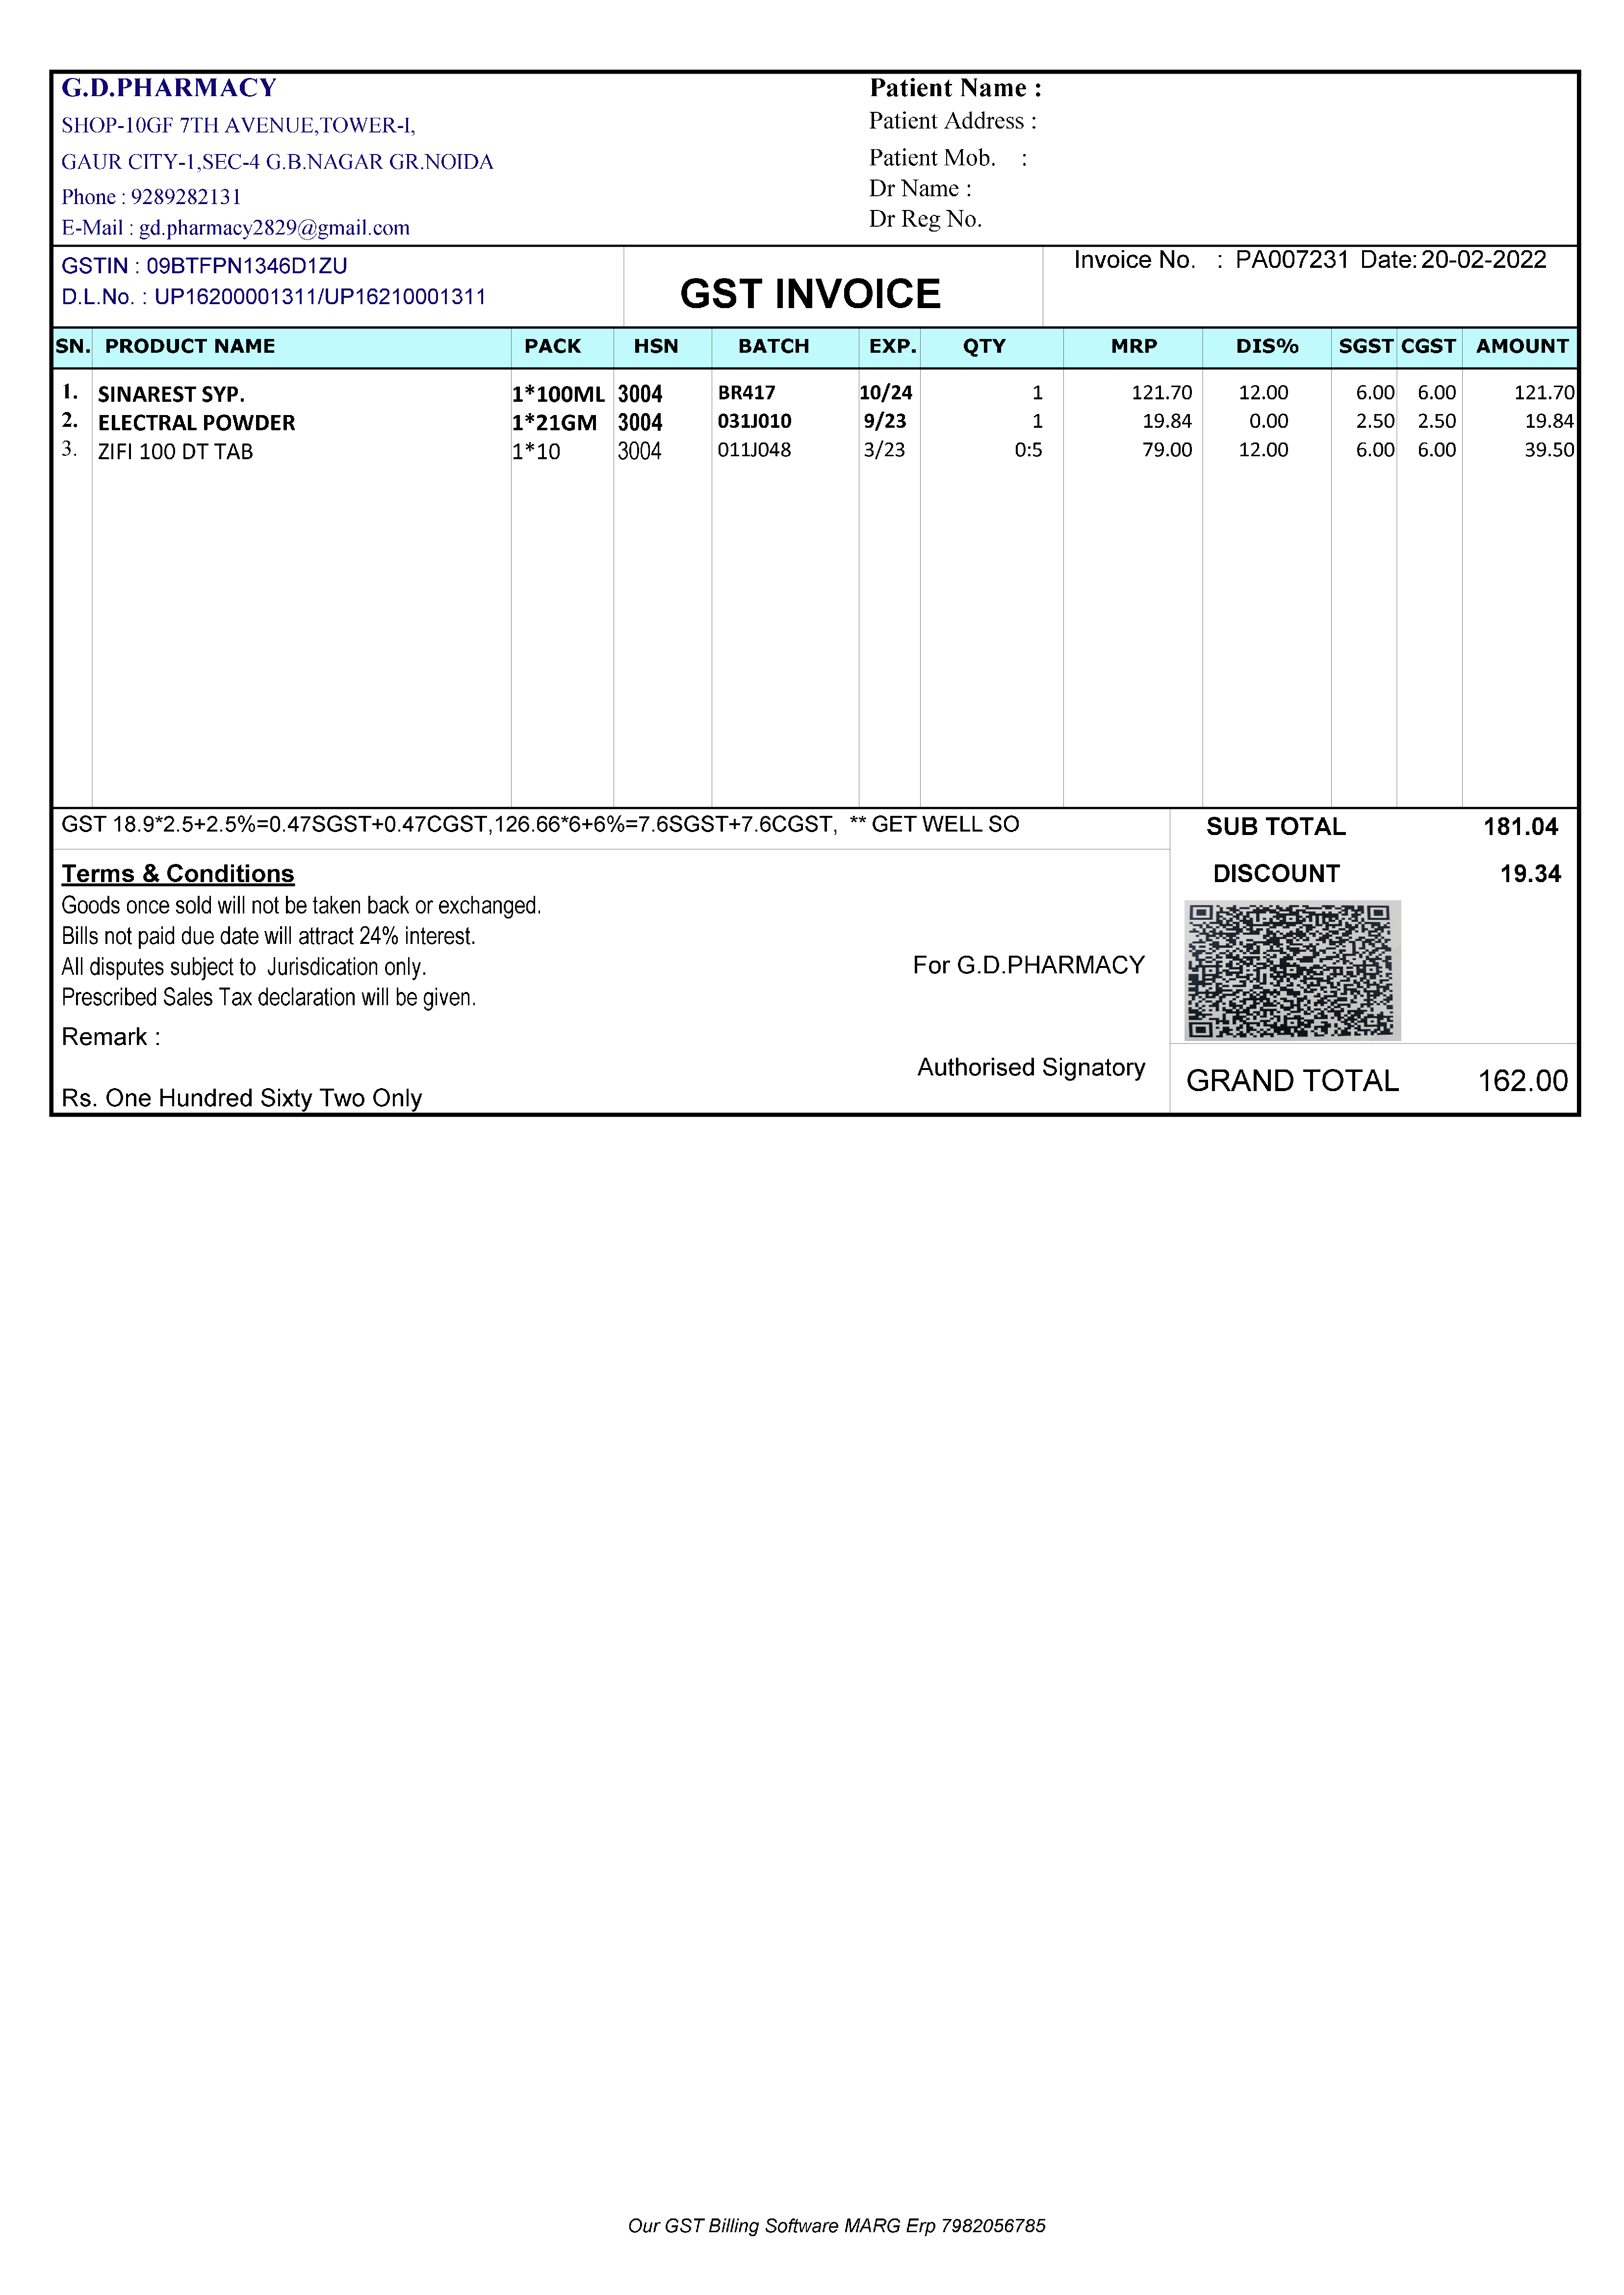 G.D.PHARMACY
SHOP-10GF 7TH AVENUE,TOWER-I,
GAUR CITY-1,SEC-4 G.B.NAGAR GR.NOIDA
Phone : 9289282131
E-Mail : gd.pharmacy2829@gmail.com
Patient Name :
Patient Address :
Patient Mob. :
Dr Name :
Dr Reg No.
GSTIN : 09BTFPN1346D1ZU
D.L.No. : UP16200001311/UP16210001311
GST INVOICE
Invoice No. : PA007231 Date: 20-02-2022
SN. PRODUCT NAME PACK HSN BATCH EXP. QTY MRP DIS% SGST CGST AMOUNT
1. SINAREST SYP. 1*100ML 3004 BR417 10/24 1 121.70 12.00 6.00 6.00 121.70
2. ELECTRAL POWDER 1*21GM 3004 031J010 9/23 1 19.84 0.00 2.50 2.50 19.84
3. ZIFI 100 DT TAB 1*10 3004 011J048 3/23 0:5 79.00 12.00 6.00 6.00 39.50
GST 18.9*2.5+2.5%=0.47SGST+0.47CGST,126.66*6+6%=7.6SGST+7.6CGST, ** GET WELL SO
SUB TOTAL 181.04
DISCOUNT 19.34
Terms & Conditions
Goods once sold will not be taken back or exchanged.
Bills not paid due date will attract 24% interest.
All disputes subject to Jurisdication only.
Prescribed Sales Tax declaration will be given.
For G.D.PHARMACY
Remark :
Authorised Signatory
GRAND TOTAL 162.00
Rs. One Hundred Sixty Two Only
Our GST Billing Software MARG Erp 7982056785